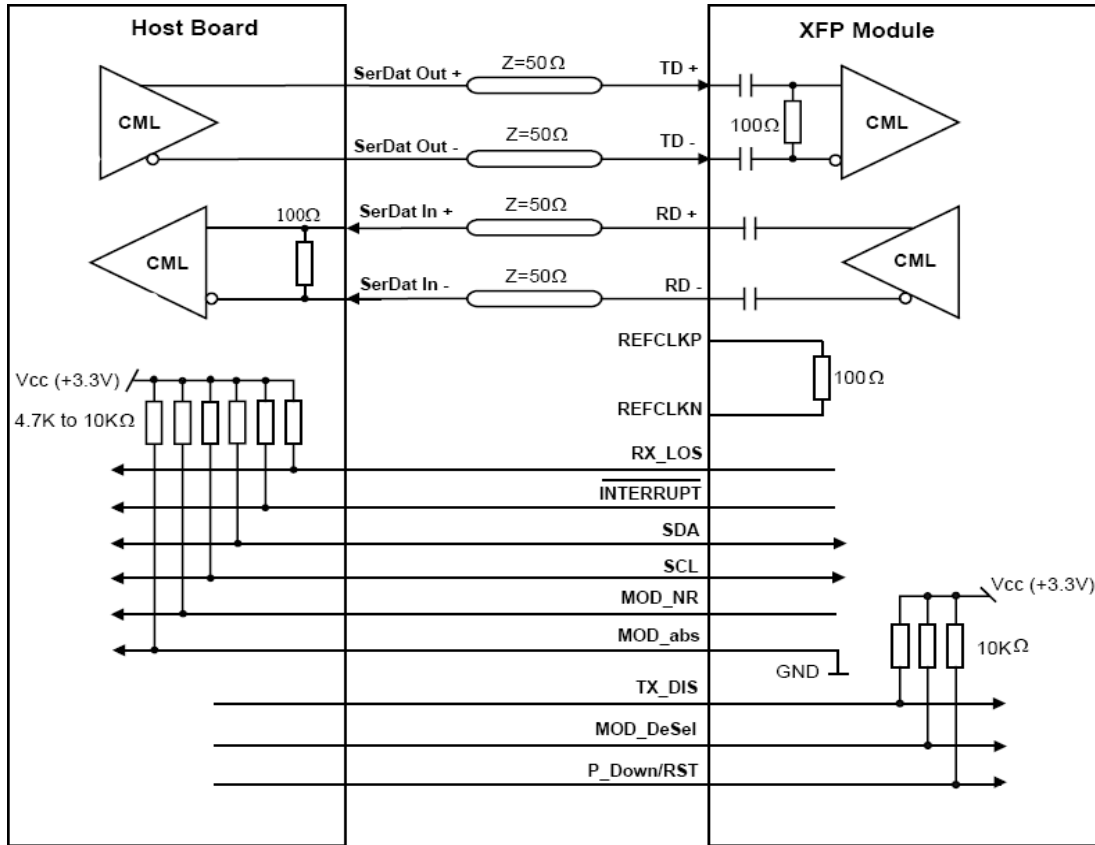 Host Board
XFP Module
SerDat Out +
Z=50Ω
TD +
CML
100Ω
CML
SerDat Out -
Z=50Ω
TD -
100Ω
SerDat In +
Z=50Ω
RD +
CML
CML
SerDat In -
Z=50Ω
RD -
REFCLKP
Vcc (+3.3V)
100Ω
4.7K to 10KΩ
REFCLKN
RX_LOS
INTERRUPT
SDA
SCL
Vcc (+3.3V)
MOD_NR
MOD_abs
10KΩ
GND
TX_DIS
MOD_DeSel
P_Down/RST